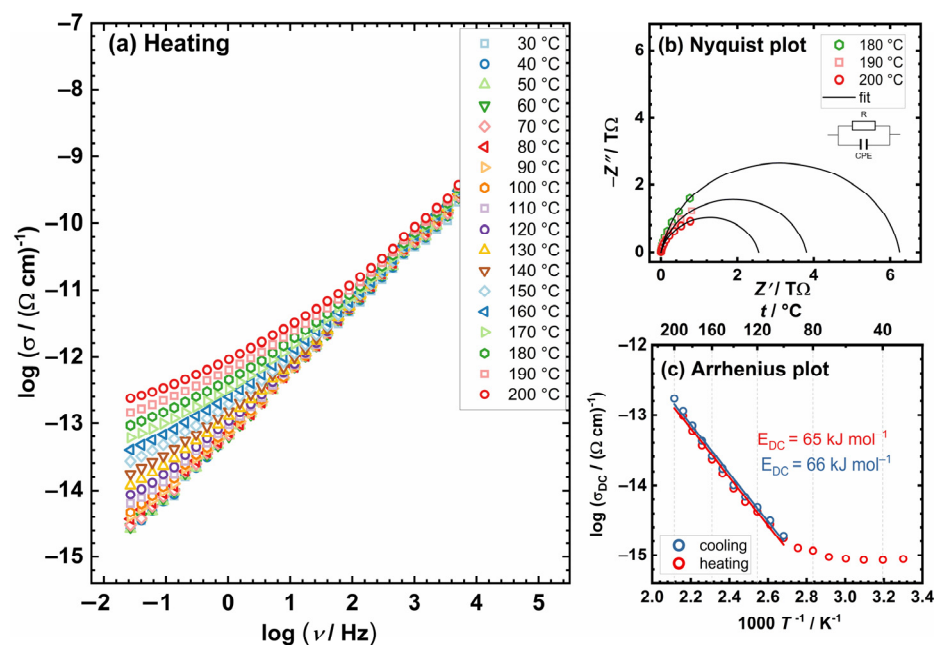 (a) Heating
log (σ / (Ω cm)⁻¹)
−7
−8
−9
−10
−11
−12
−13
−14
−15
−2
−1
0
1
2
3
4
5
log (ν / Hz)
30 °C
40 °C
50 °C
60 °C
70 °C
80 °C
90 °C
100 °C
110 °C
120 °C
130 °C
140 °C
150 °C
160 °C
170 °C
180 °C
190 °C
200 °C
(b) Nyquist plot
180 °C
190 °C
200 °C
fit
R
CPE
−Z″/ TΩ
6
4
2
0
0
2
4
6
Z′/ TΩ
t / °C
200
160
120
80
40
(c) Arrhenius plot
log (σDC / (Ω cm)⁻¹)
−12
−13
−14
−15
EDC = 65 kJ mol⁻¹
EDC = 66 kJ mol⁻¹
cooling
heating
2.0
2.2
2.4
2.6
2.8
3.0
3.2
3.4
1000 T⁻¹ / K⁻¹